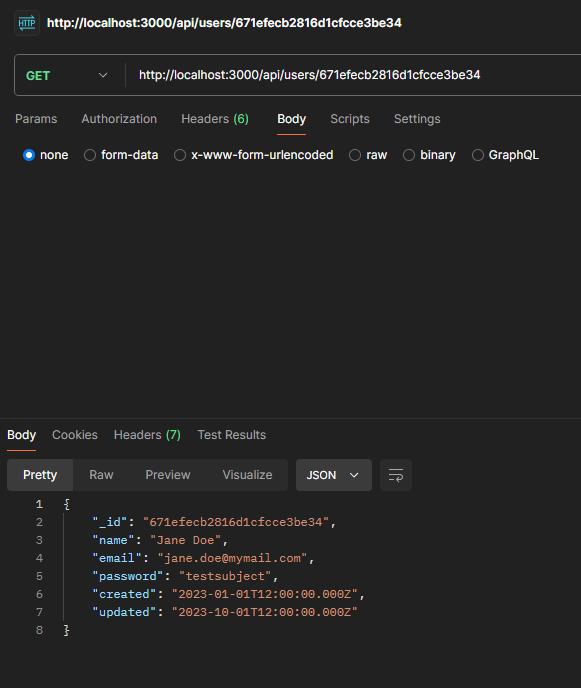 HTTP http://localhost:3000/api/users/671efecb2816d1cfcce3be34
GET http://localhost:3000/api/users/671efecb2816d1cfcce3be34
Params Authorization Headers (6) Body Scripts Settings
none form-data x-www-form-urlencoded raw binary GraphQL
Body Cookies Headers (7) Test Results
Pretty Raw Preview Visualize JSON
1 {
2 "_id": "671efecb2816d1cfcce3be34",
3 "name": "Jane Doe",
4 "email": "jane.doe@mymail.com",
5 "password": "testsubject",
6 "created": "2023-01-01T12:00:00.000Z",
7 "updated": "2023-10-01T12:00:00.000Z"
8 }